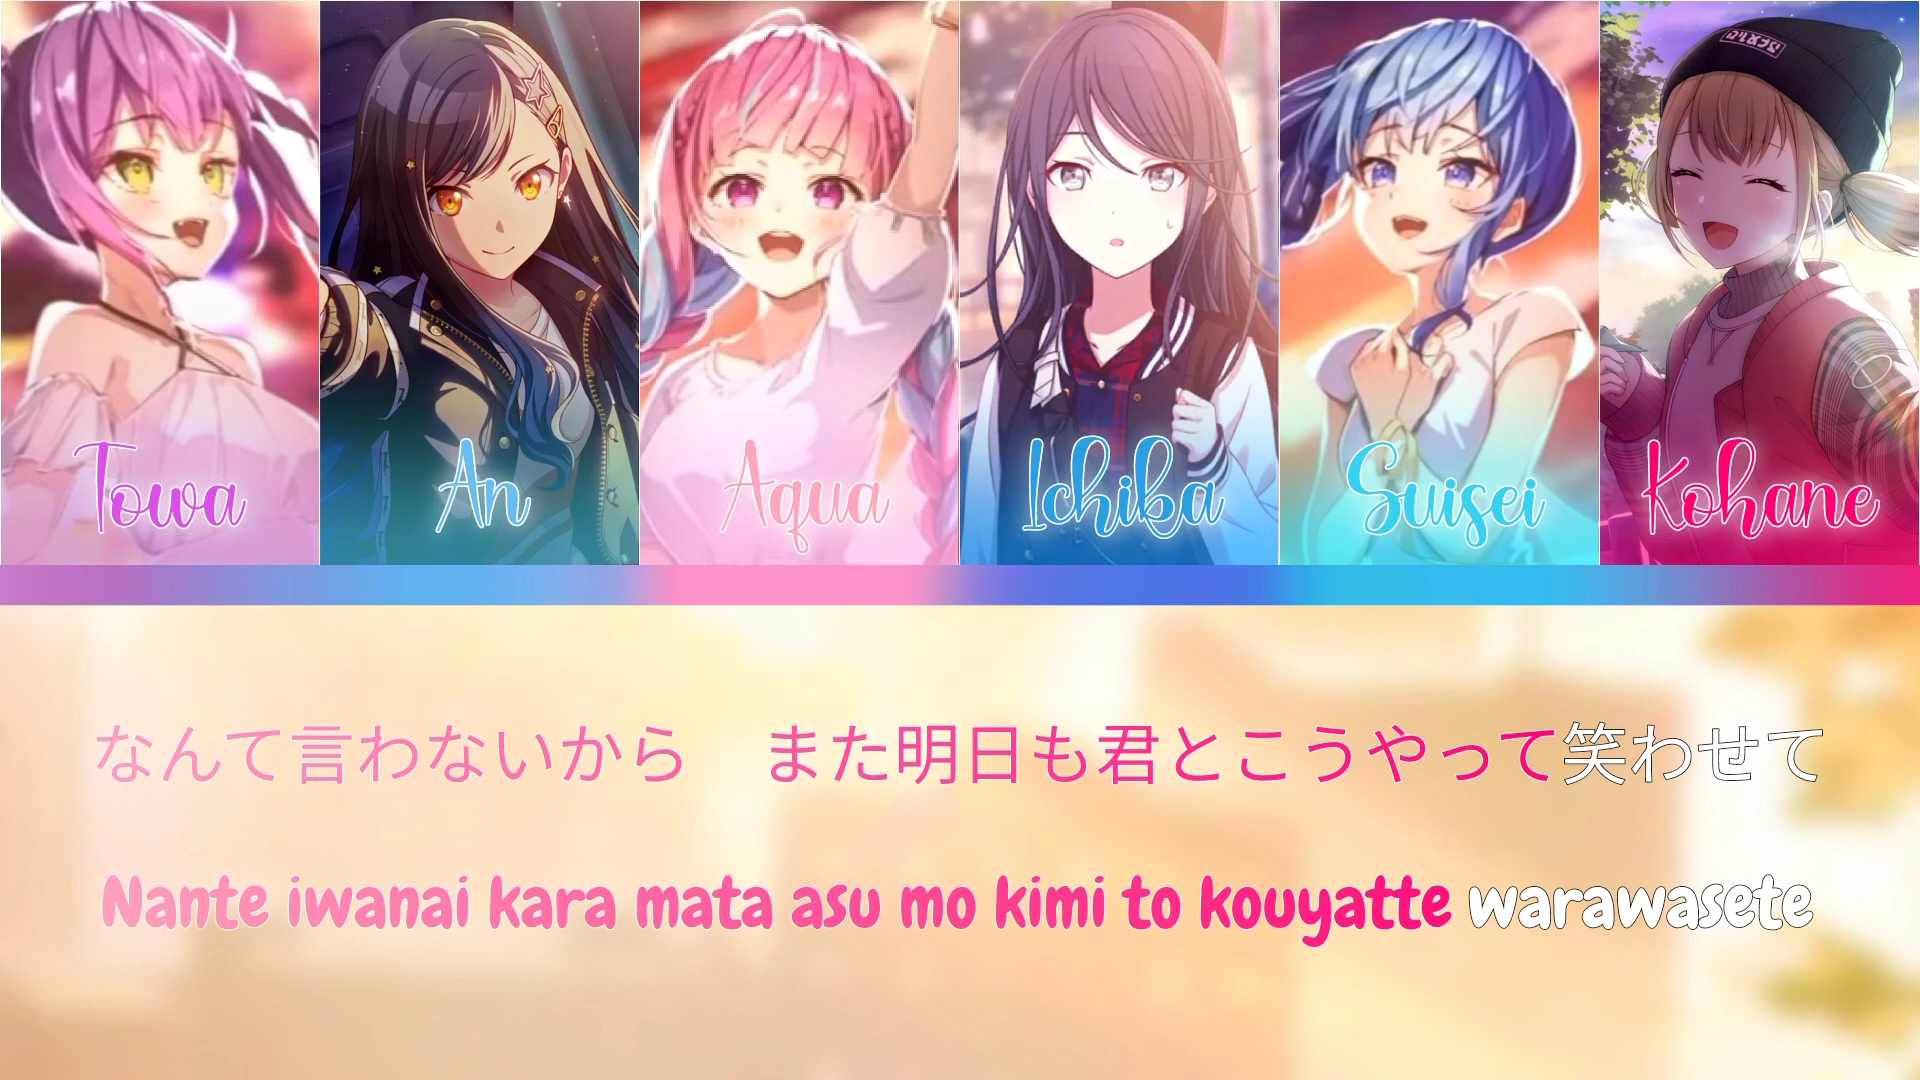 Towa
An
Aqua
Ichika
Suisei
Kohane
なんて言わないから　また明日も君とこうやって笑わせて
Nante iwanai kara mata asu mo kimi to kouyatte warawasete